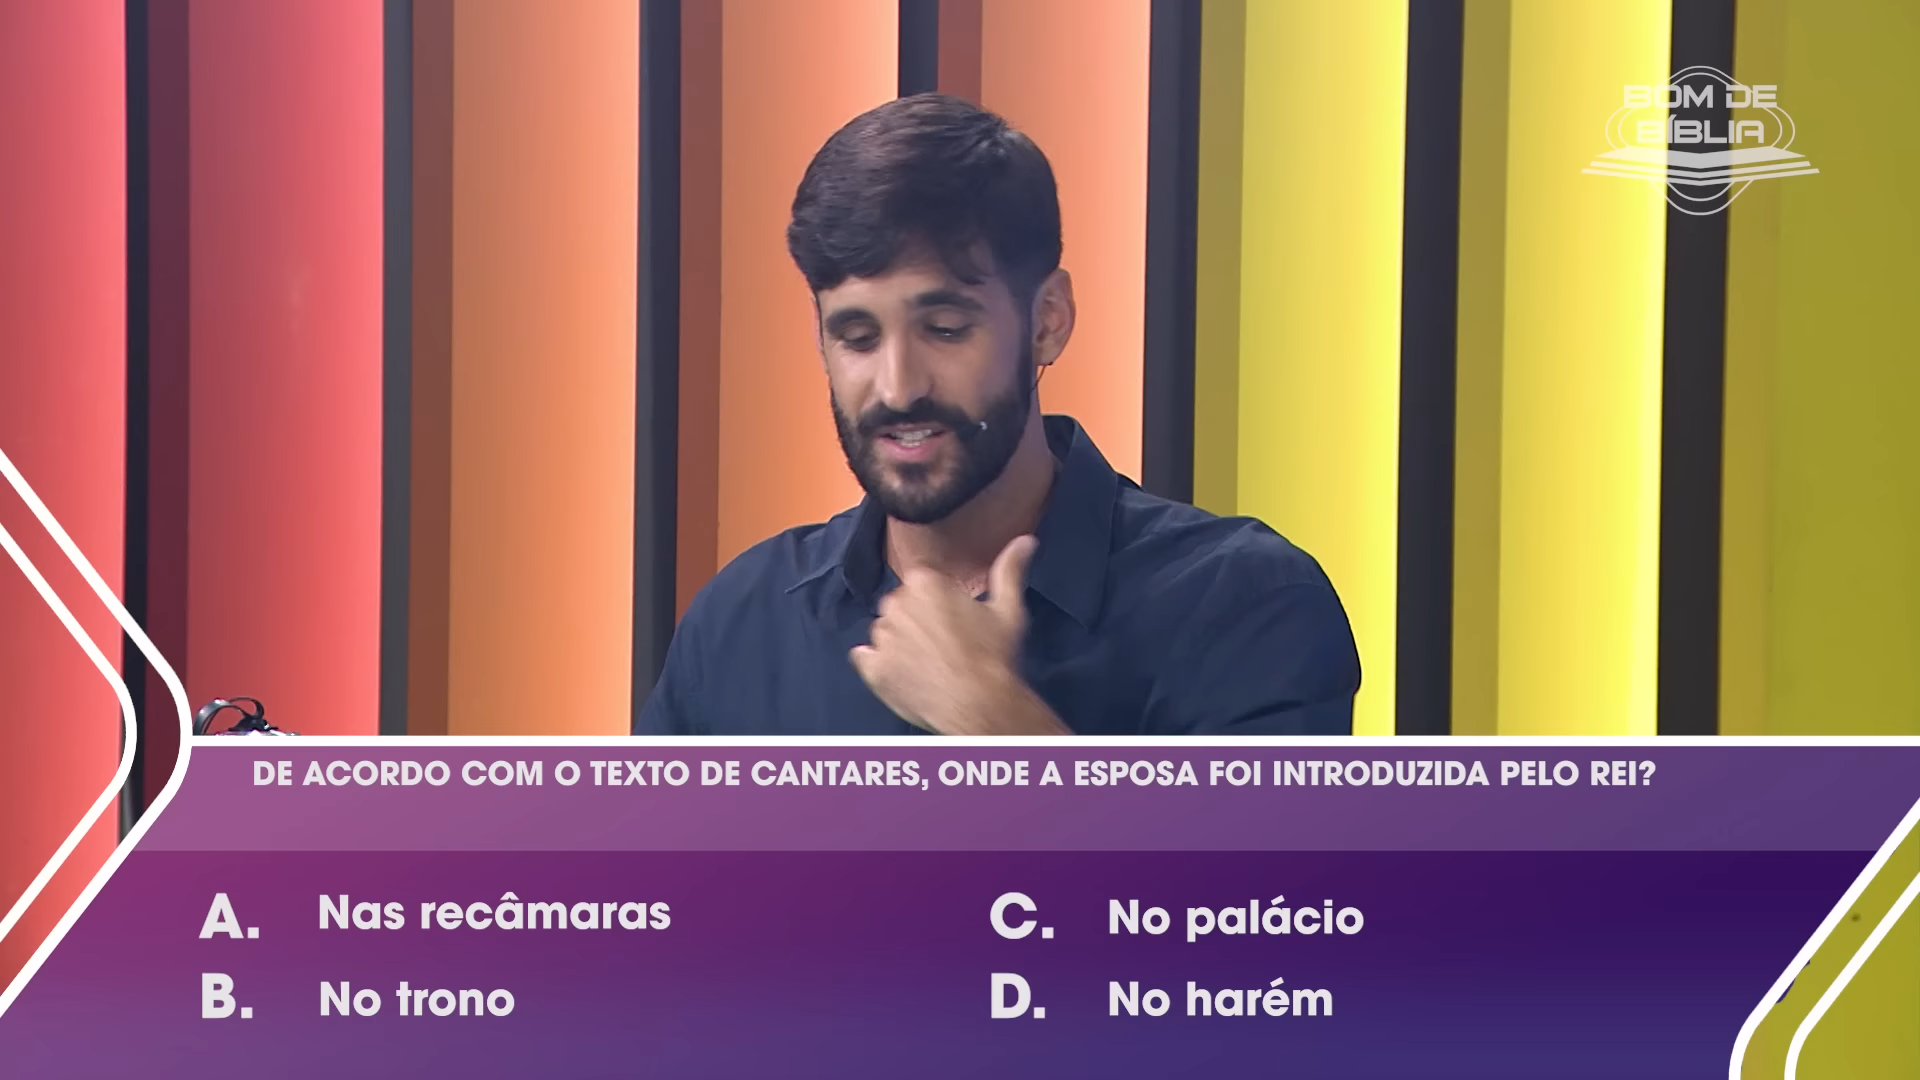 BOM DE
BÍBLIA
DE ACORDO COM O TEXTO DE CANTARES, ONDE A ESPOSA FOI INTRODUZIDA PELO REI?
A. Nas recâmaras
B. No trono
C. No palácio
D. No harém